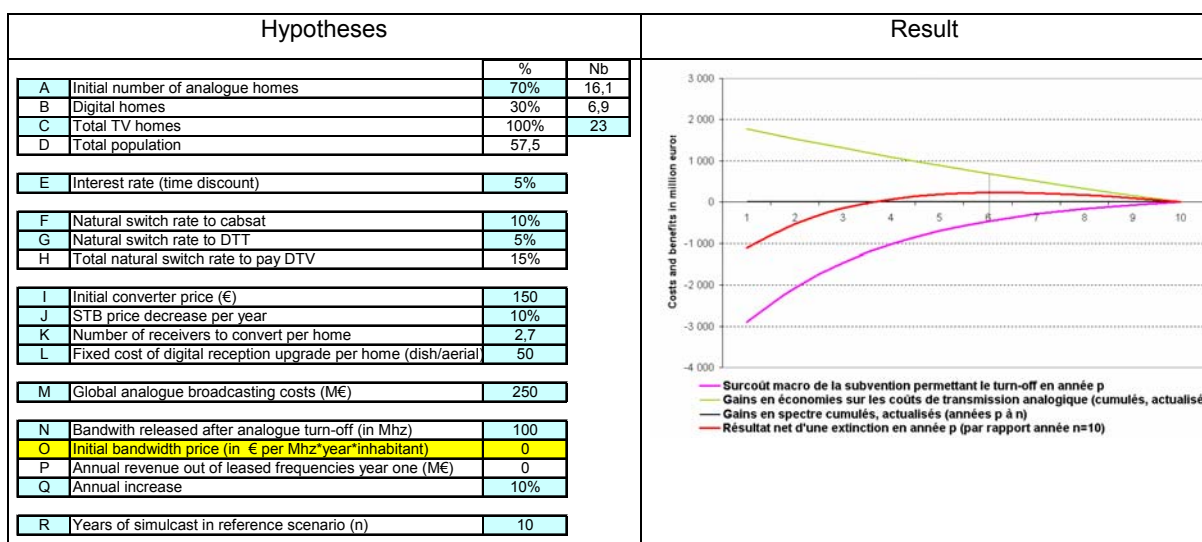 Hypotheses
Result
% Nb
A Initial number of analogue homes 70% 16,1
B Digital homes 30% 6,9
C Total TV homes 100% 23
D Total population 57,5
E Interest rate (time discount) 5%
F Natural switch rate to cabsat 10%
G Natural switch rate to DTT 5%
H Total natural switch rate to pay DTV 15%
I Initial converter price (€) 150
J STB price decrease per year 10%
K Number of receivers to convert per home 2,7
L Fixed cost of digital reception upgrade per home (dish/aerial) 50
M Global analogue broadcasting costs (M€) 250
N Bandwith released after analogue turn-off (in Mhz) 100
O Initial bandwidth price (in € per Mhz*year*inhabitant) 0
P Annual revenue out of leased frequencies year one (M€) 0
Q Annual increase 10%
R Years of simulcast in reference scenario (n) 10
Costs and benefits in million euros
3 000
2 000
1 000
0
-1 000
-2 000
-3 000
-4 000
1 2 3 4 5 6 7 8 9 10
Surcoût macro de la subvention permettant le turn-off en année p
Gains en économies sur les coûts de transmission analogique (cumulés, actualisé
Gains en spectre cumulés, actualisés (années p à n)
Résultat net d'une extinction en année p (par rapport année n=10)